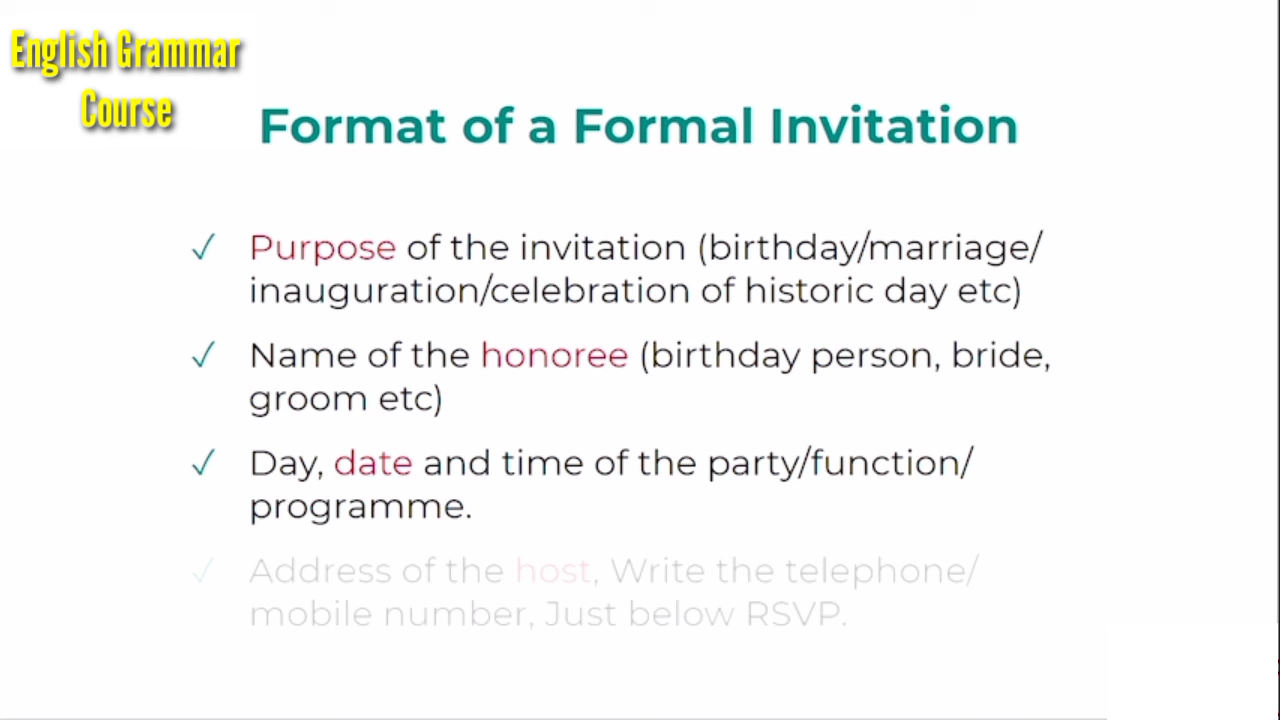 English Grammar
Course
Format of a Formal Invitation
✓ Purpose of the invitation (birthday/marriage/
inauguration/celebration of historic day etc)
✓ Name of the honoree (birthday person, bride,
groom etc)
✓ Day, date and time of the party/function/
programme.
✓ Address of the host, Write the telephone/
mobile number, Just below RSVP.